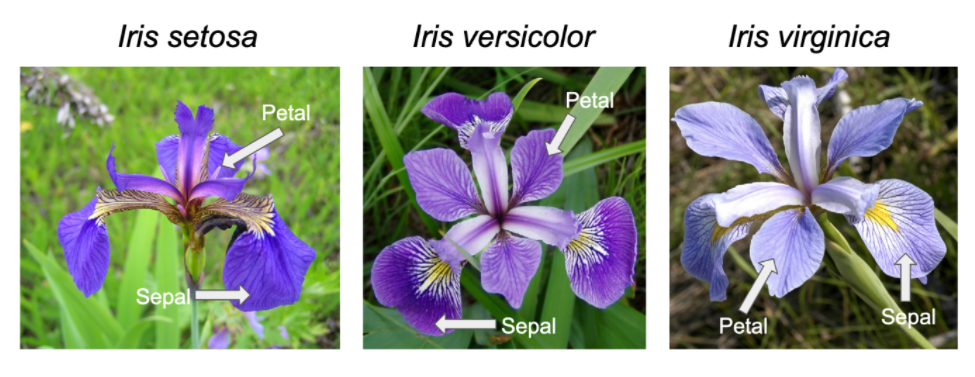 Iris setosa
Iris versicolor
Iris virginica
Petal
Sepal
Petal
Sepal
Petal
Sepal